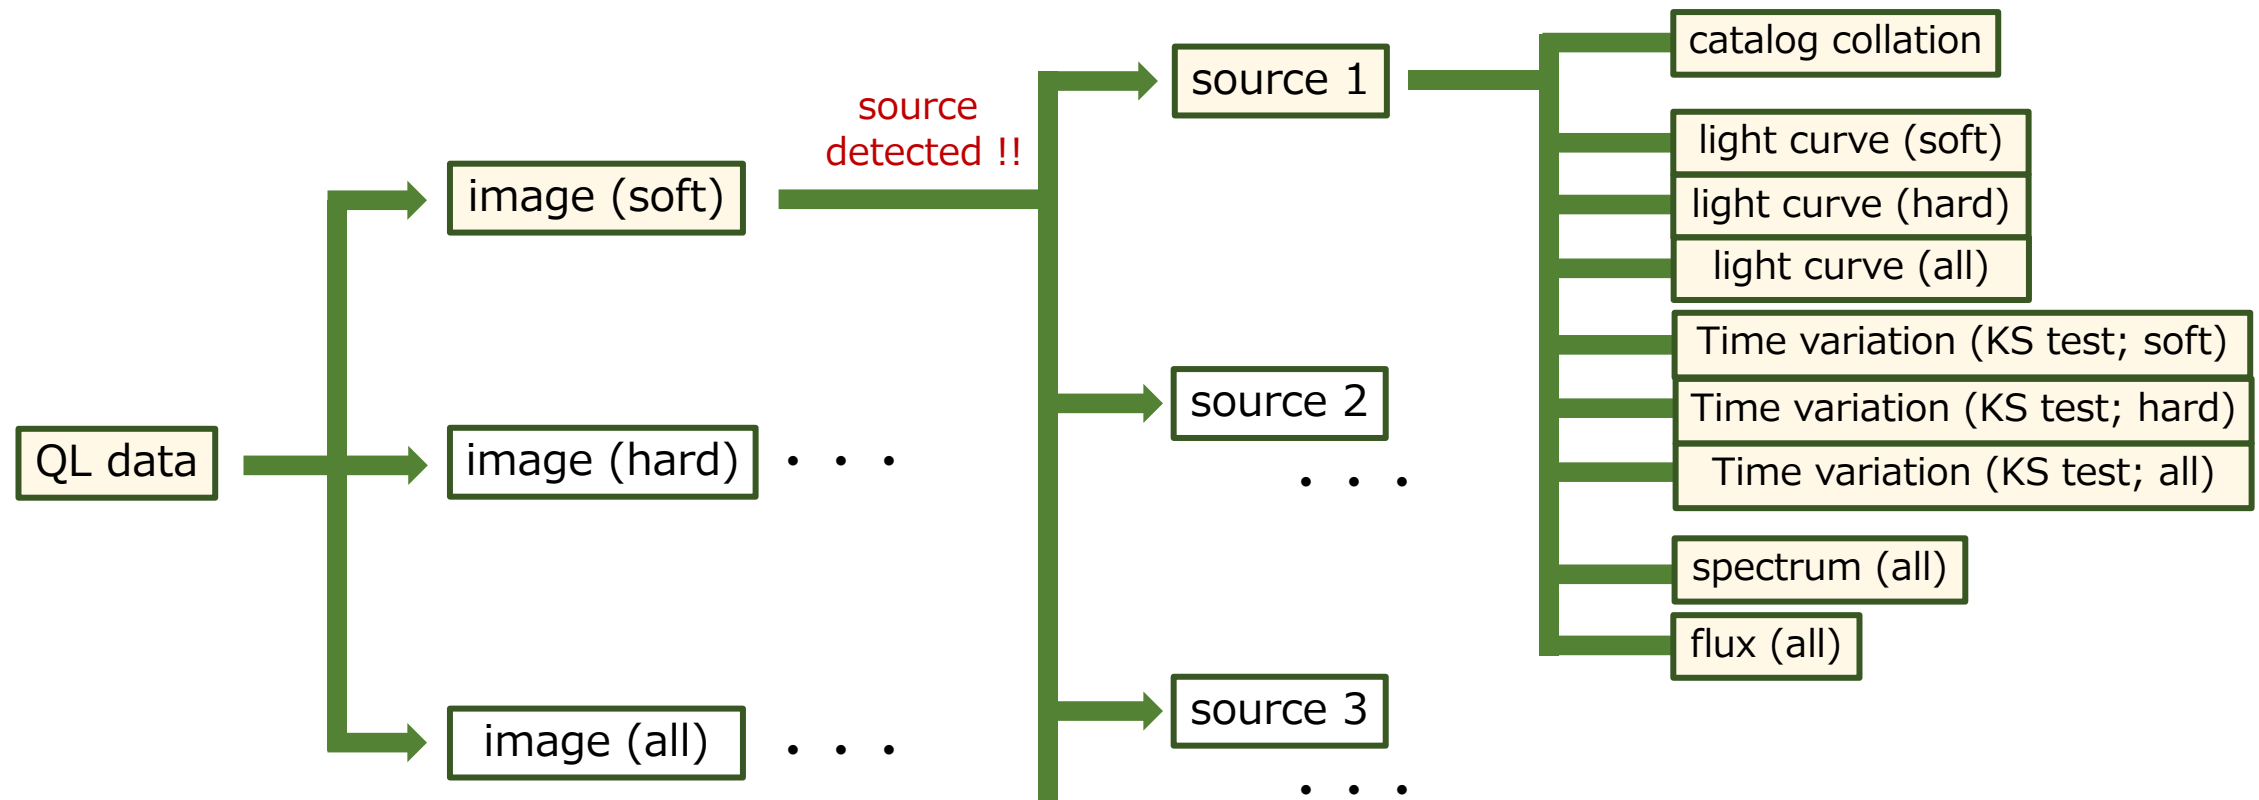 QL data
image (soft)
image (hard)
. . .
image (all)
. . .
source
detected !!
source 1
source 2
. . .
source 3
. . .
catalog collation
light curve (soft)
light curve (hard)
light curve (all)
Time variation (KS test; soft)
Time variation (KS test; hard)
Time variation (KS test; all)
spectrum (all)
flux (all)